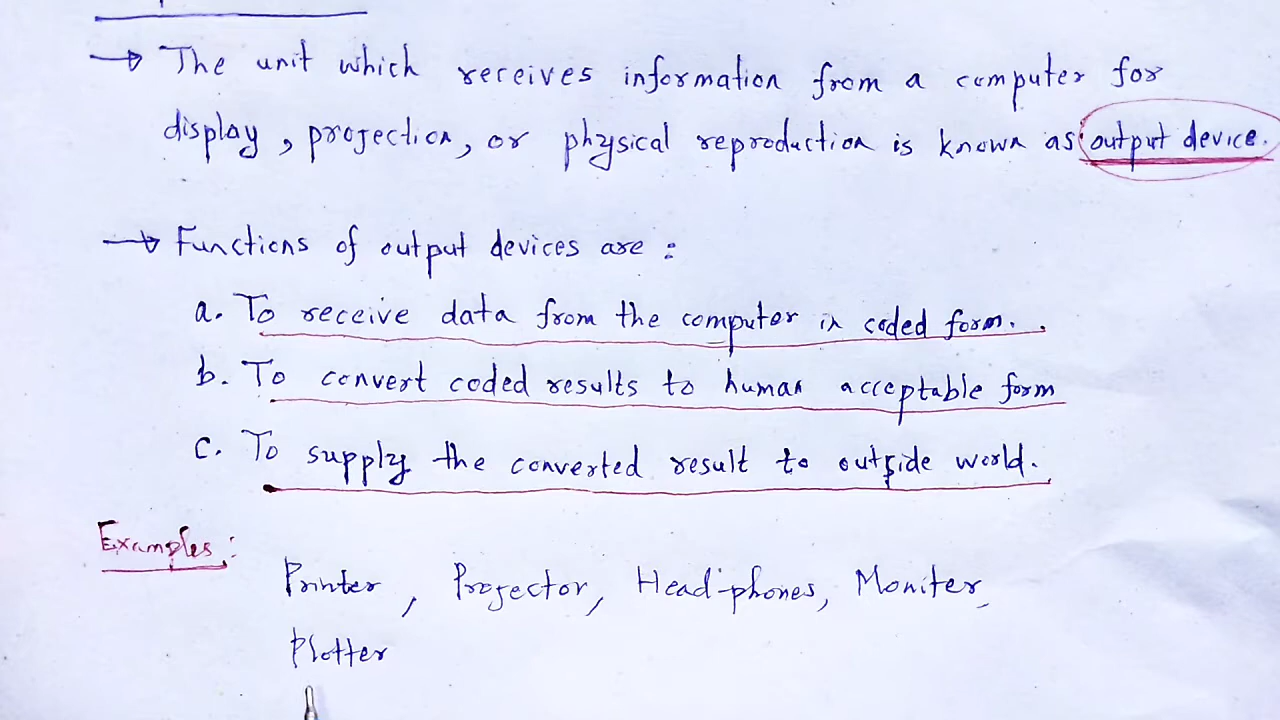 → The unit which receives information from a computer for
display, projection, or physical reproduction is known as output device.
→ Functions of output devices are :
a. To receive data from the computer in coded form.
b. To convert coded results to human acceptable form
c. To supply the converted result to outside world.
Examples :
Printer, Projector, Head-phones, Moniter,
Plotter